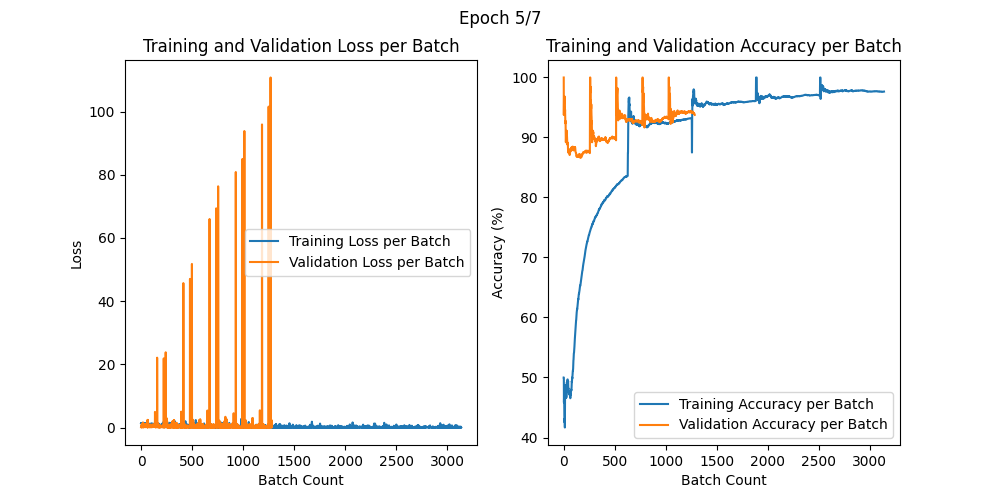 Epoch 5/7
Training and Validation Loss per Batch
100
80
60
40
20
0
Loss
Training Loss per Batch
Validation Loss per Batch
0 500 1000 1500 2000 2500 3000
Batch Count
Training and Validation Accuracy per Batch
100
90
80
70
60
50
40
Accuracy (%)
Training Accuracy per Batch
Validation Accuracy per Batch
0 500 1000 1500 2000 2500 3000
Batch Count